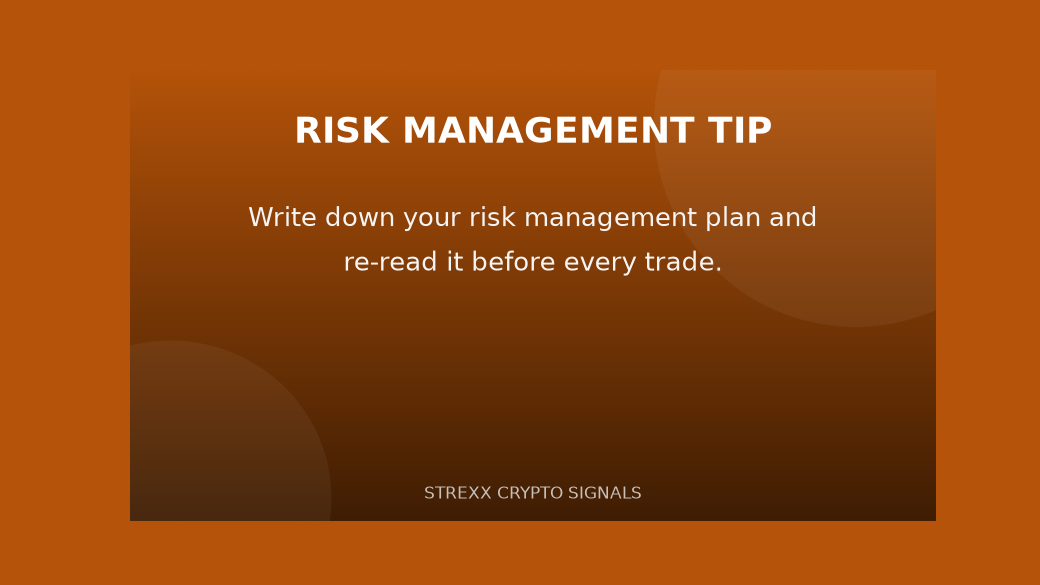 RISK MANAGEMENT TIP
Write down your risk management plan and
re-read it before every trade.
STREXX CRYPTO SIGNALS